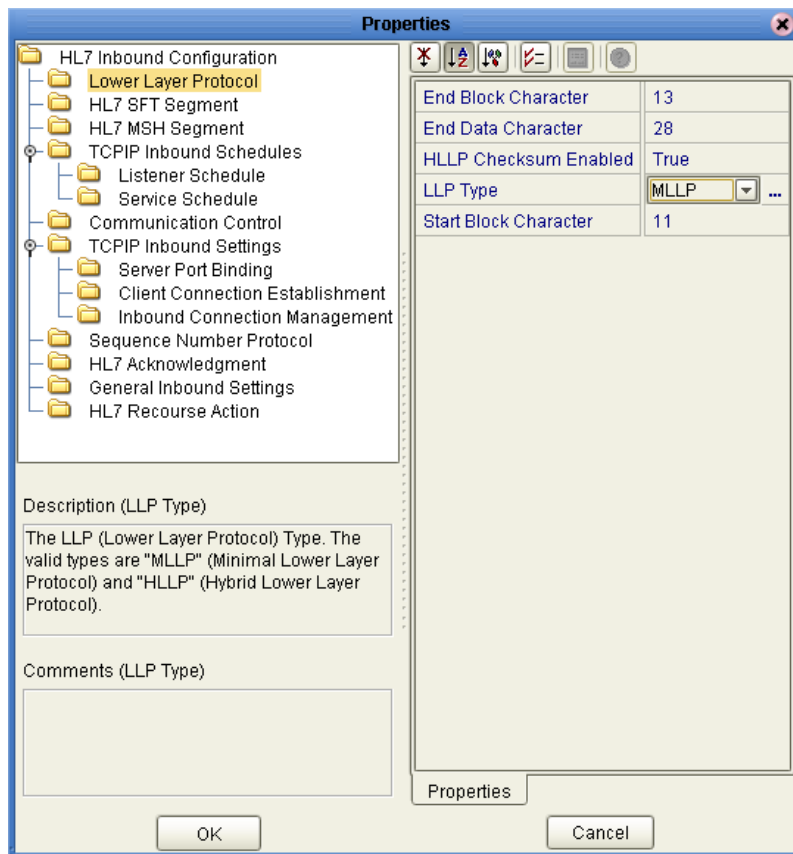 Properties
HL7 Inbound Configuration
Lower Layer Protocol
HL7 SFT Segment
HL7 MSH Segment
TCPIP Inbound Schedules
Listener Schedule
Service Schedule
Communication Control
TCPIP Inbound Settings
Server Port Binding
Client Connection Establishment
Inbound Connection Management
Sequence Number Protocol
HL7 Acknowledgment
General Inbound Settings
HL7 Recourse Action
Description (LLP Type)
The LLP (Lower Layer Protocol) Type. The
valid types are "MLLP" (Minimal Lower Layer
Protocol) and "HLLP" (Hybrid Lower Layer
Protocol).
Comments (LLP Type)
End Block Character 13
End Data Character 28
HLLP Checksum Enabled True
LLP Type MLLP ...
Start Block Character 11
Properties
OK
Cancel